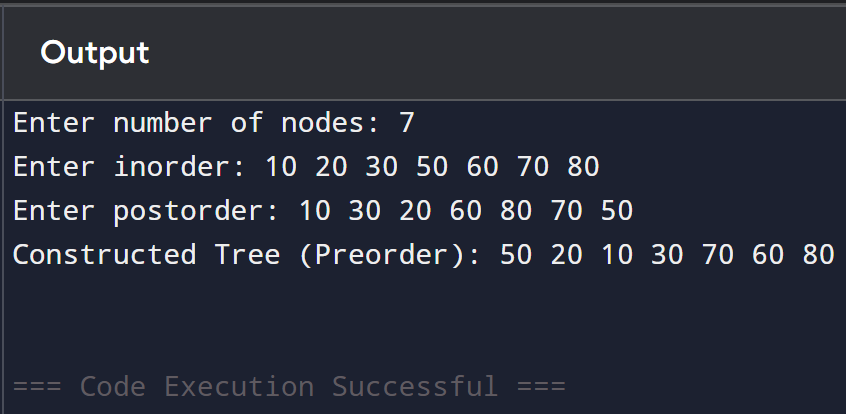 Output
Enter number of nodes: 7
Enter inorder: 10 20 30 50 60 70 80
Enter postorder: 10 30 20 60 80 70 50
Constructed Tree (Preorder): 50 20 10 30 70 60 80
=== Code Execution Successful ===